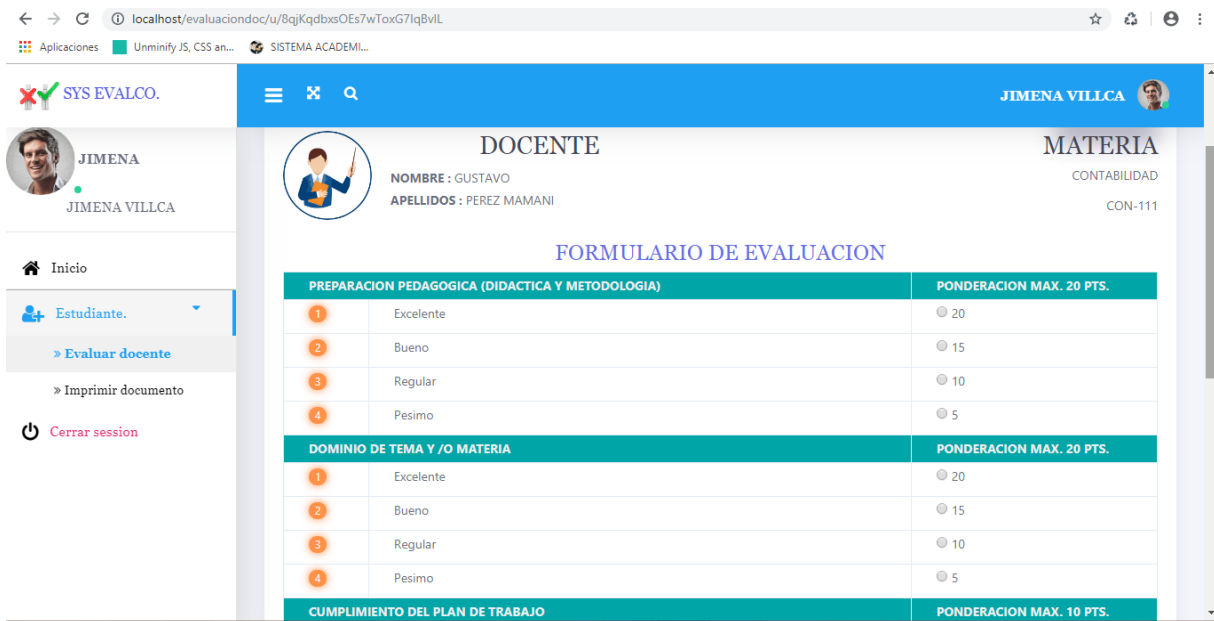 localhost/evaluaciondoc/u/8qjKqdbxsOEs7wToxG7IqBvIL
Aplicaciones Unminify JS, CSS an... SISTEMA ACADEMI...
SYS EVALCO.
JIMENA VILLCA
JIMENA
JIMENA VILLCA
Inicio
Estudiante.
» Evaluar docente
» Imprimir documento
Cerrar session
DOCENTE
NOMBRE : GUSTAVO
APELLIDOS : PEREZ MAMANI
MATERIA
CONTABILIDAD
CON-111
FORMULARIO DE EVALUACION
PREPARACION PEDAGOGICA (DIDACTICA Y METODOLOGIA) PONDERACION MAX. 20 PTS.
1 Excelente 20
2 Bueno 15
3 Regular 10
4 Pesimo 5
DOMINIO DE TEMA Y /O MATERIA PONDERACION MAX. 20 PTS.
1 Excelente 20
2 Bueno 15
3 Regular 10
4 Pesimo 5
CUMPLIMIENTO DEL PLAN DE TRABAJO PONDERACION MAX. 10 PTS.